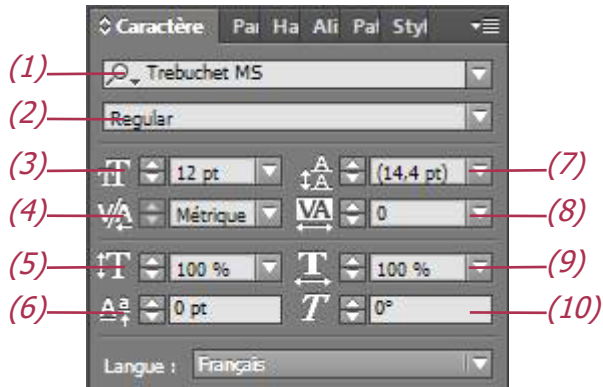 Caractère Par Ha Ali Pal Styl
(1) Trebuchet MS
(2) Regular
(3) 12 pt (14,4 pt) (7)
(4) Métrique 0 (8)
(5) 100 % 100 % (9)
(6) 0 pt 0° (10)
Langue : Français